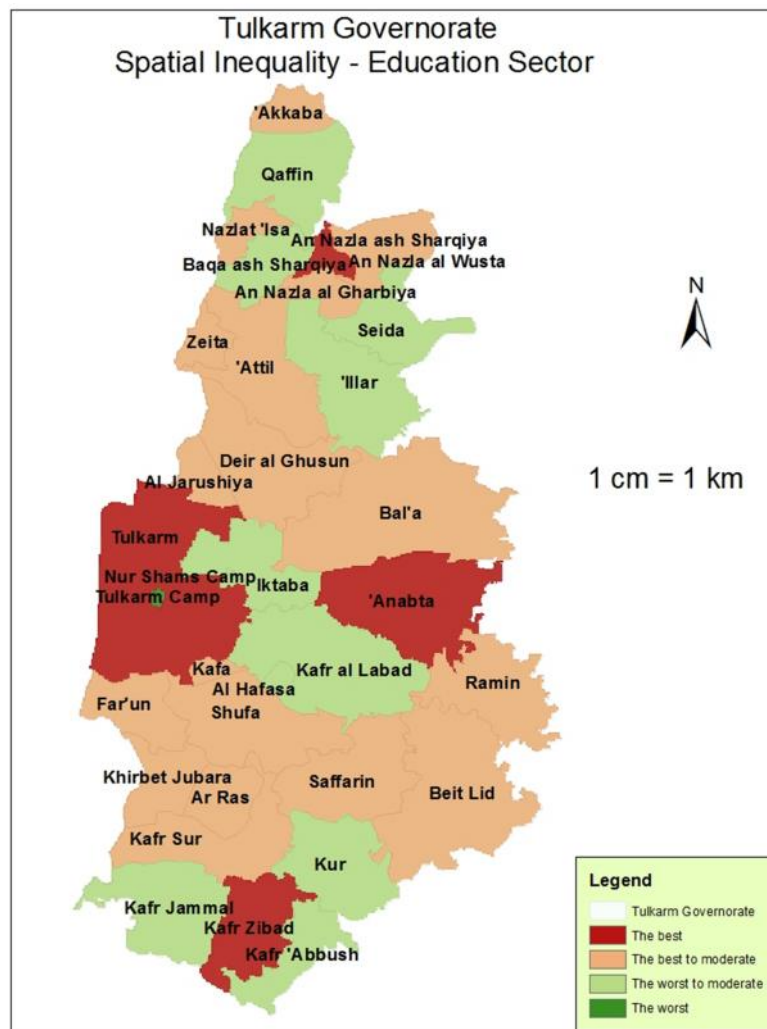 Tulkarm Governorate
Spatial Inequality - Education Sector
'Akkaba
Qaffin
Nazlat 'Isa
An Nazla ash Sharqiya
Baqa ash Sharqiya
An Nazla al Wusta
An Nazla al Gharbiya
Seida
Zeita
'Attil
'Illar
N
Deir al Ghusun
Al Jarushiya
Bal'a
1 cm = 1 km
Tulkarm
Nur Shams Camp
Iktaba
Tulkarm Camp
'Anabta
Kafa
Kafr al Labad
Ramin
Al Hafasa
Far'un
Shufa
Khirbet Jubara
Saffarin
Beit Lid
Ar Ras
Kafr Sur
Kur
Kafr Jammal
Kafr Zibad
Kafr 'Abbush
Legend
Tulkarm Governorate
The best
The best to moderate
The worst to moderate
The worst